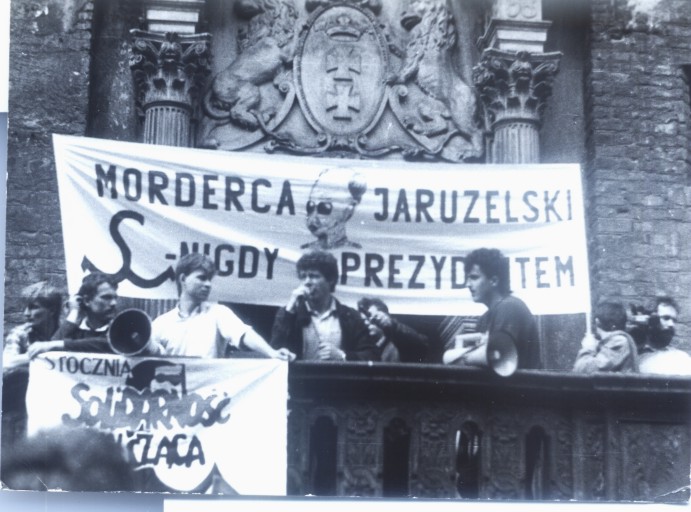 MORDERCA JARUZELSKI
S.-NIGDY PREZYDENTEM
STOCZNIA
SOLIDARNOŚĆ